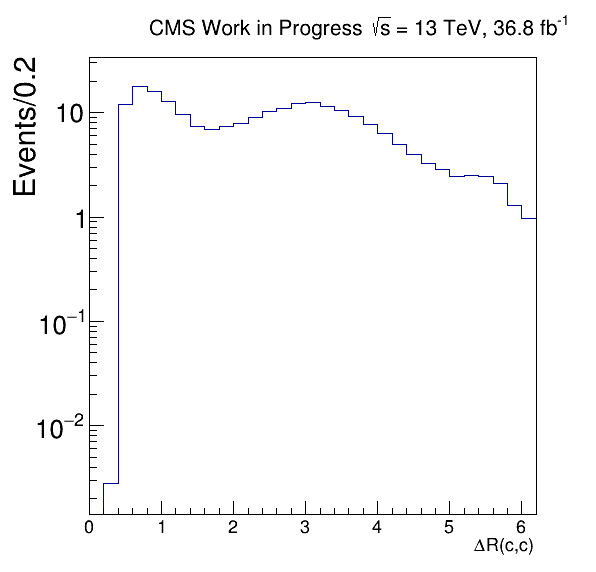 CMS Work in Progress √s = 13 TeV, 36.8 fb⁻¹
Events/0.2
10
1
10⁻¹
10⁻²
0 1 2 3 4 5 6
ΔR(c,c)